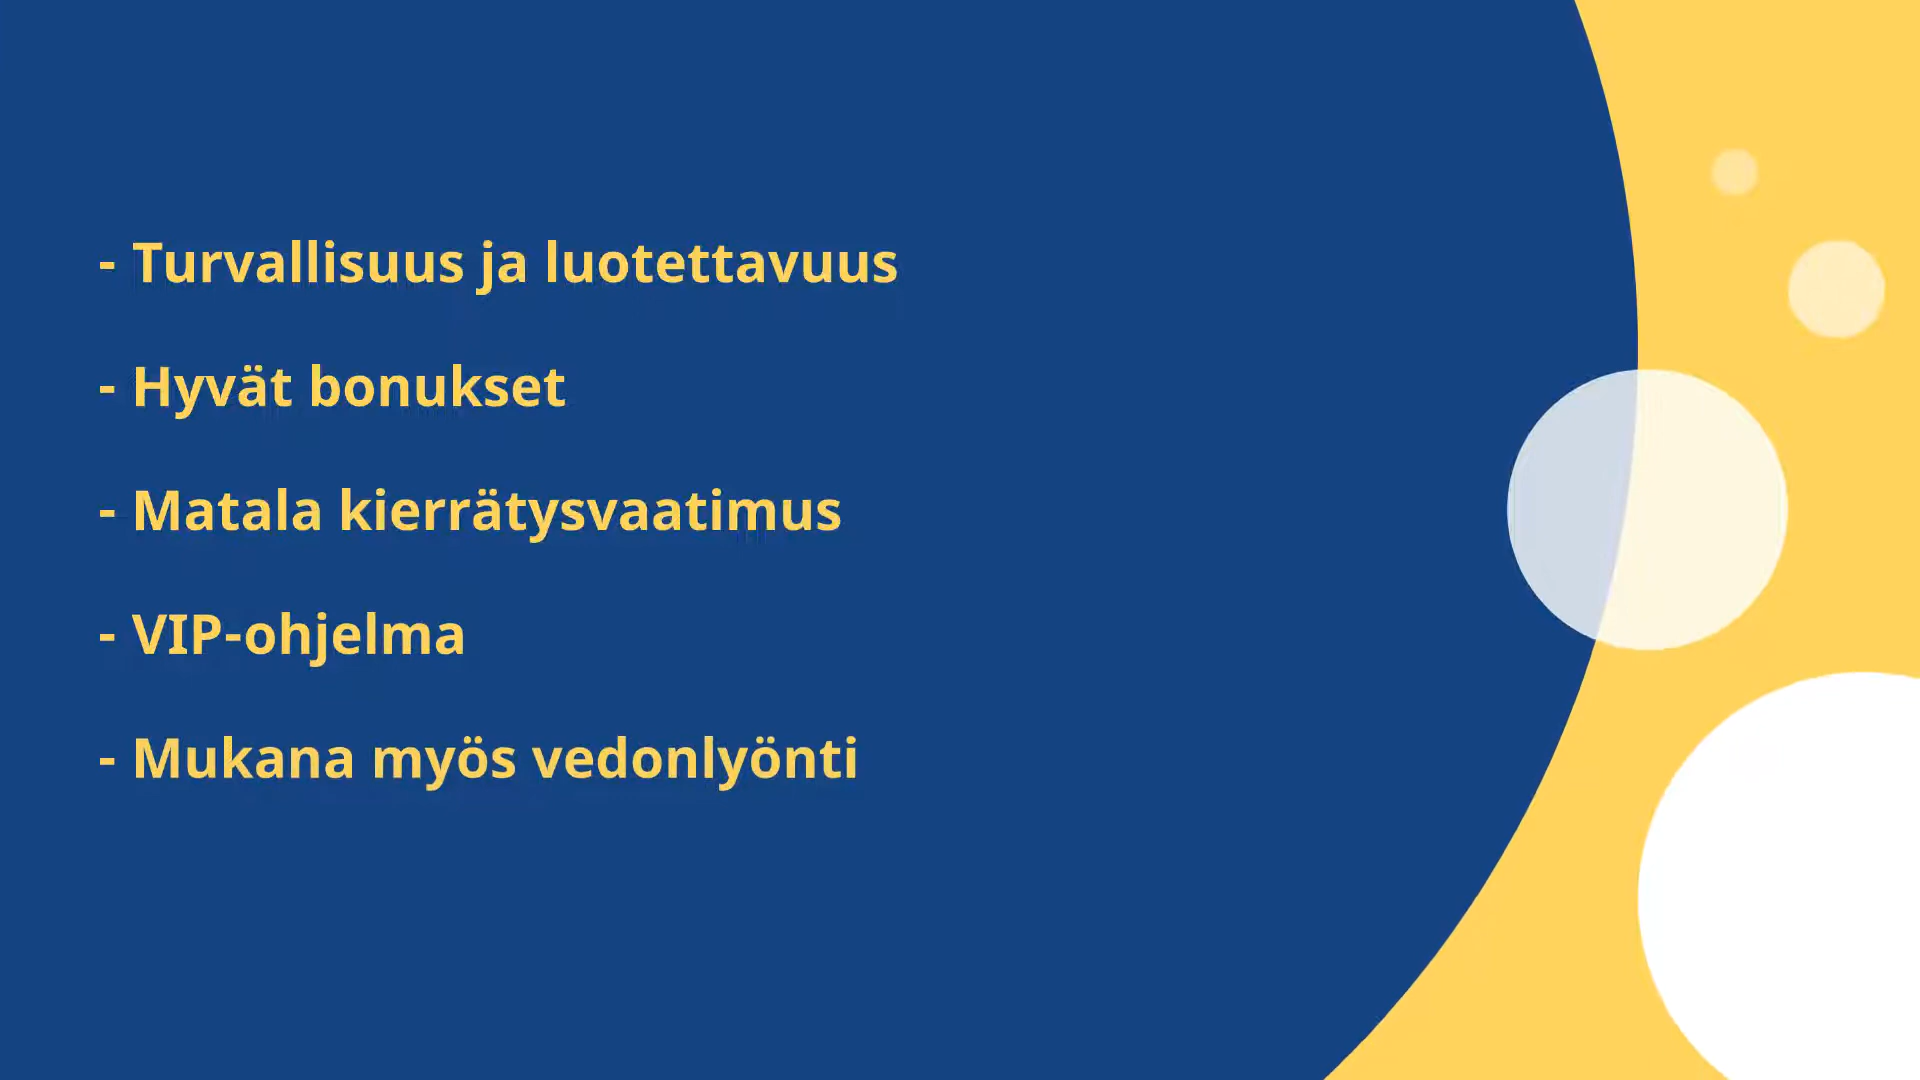 - Turvallisuus ja luotettavuus
- Hyvät bonukset
- Matala kierrätysvaatimus
- VIP-ohjelma
- Mukana myös vedonlyönti